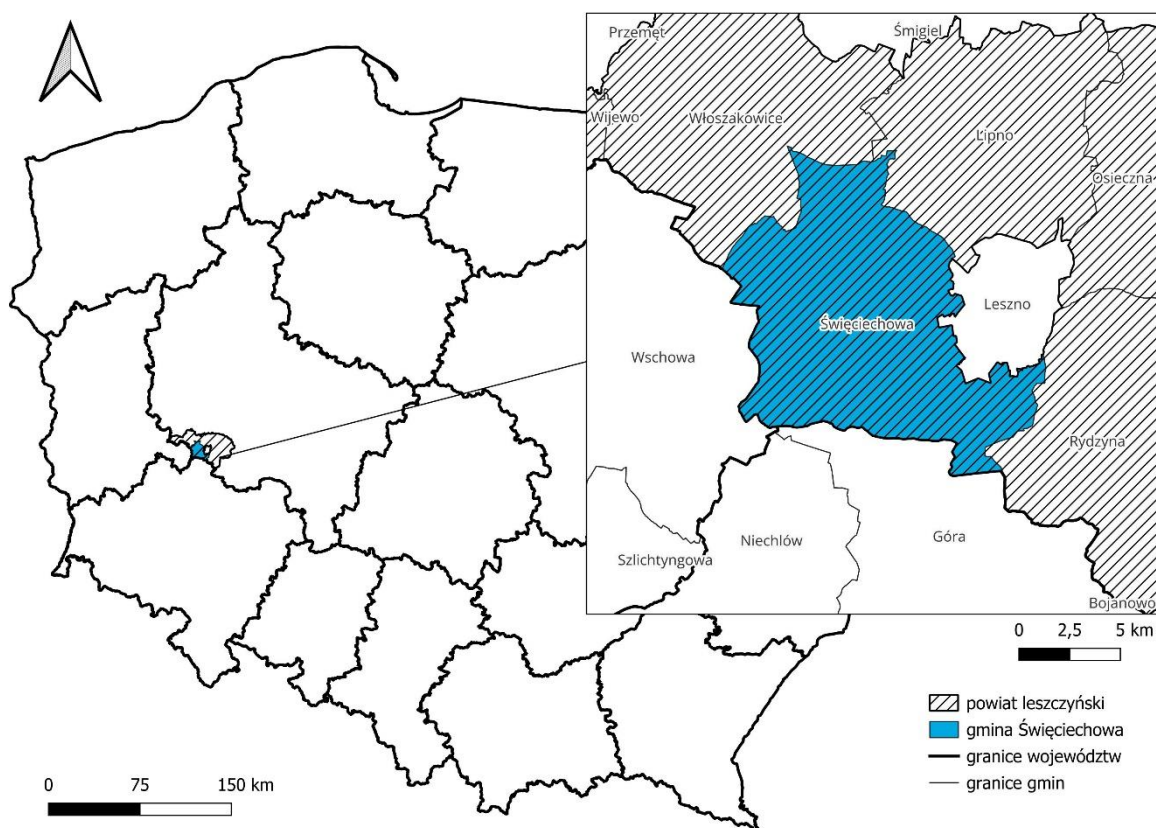 Przemęt
Śmigiel
Wijewo
Włoszakowice
Lipno
Osieczna
Leszno
Święciechowa
Wschowa
Rydzyna
Niechlów
Góra
Szlichtyngowa
Bojanowo
0 2,5 5 km
powiat leszczyński
gmina Święciechowa
granice województw
granice gmin
0 75 150 km